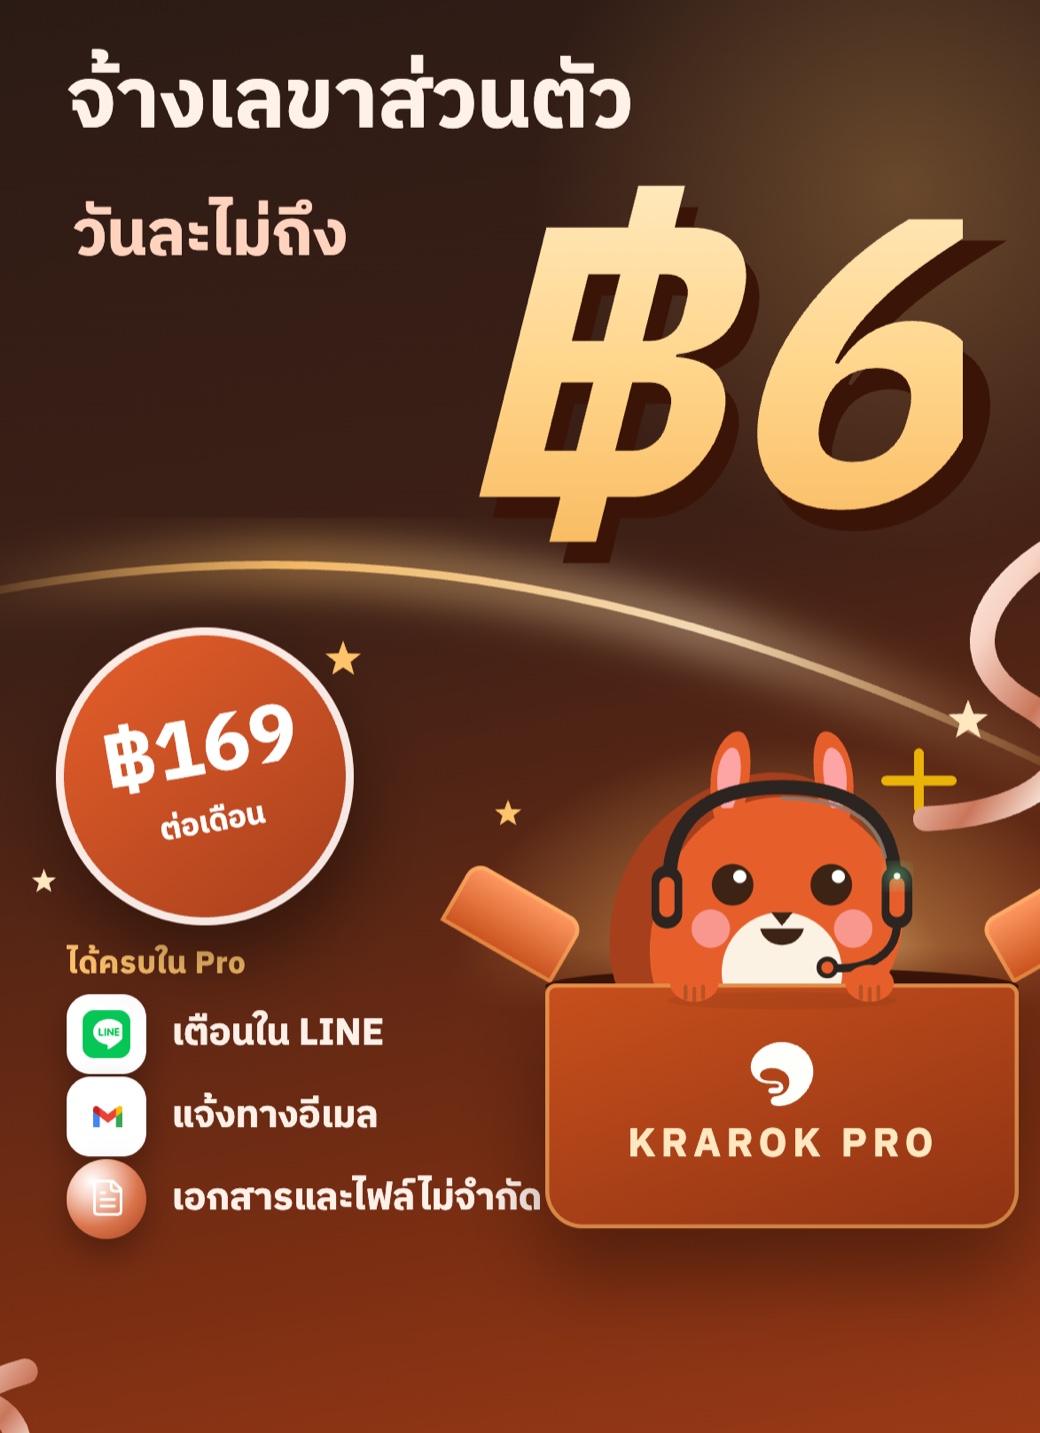 จ้างเลขาส่วนตัว
วันละไม่ถึง
฿6
฿169
ต่อเดือน
ได้ครบใน Pro
LINE
เตือนใน LINE
แจ้งทางอีเมล
เอกสารและไฟล์ไม่จำกัด
KRAROK PRO